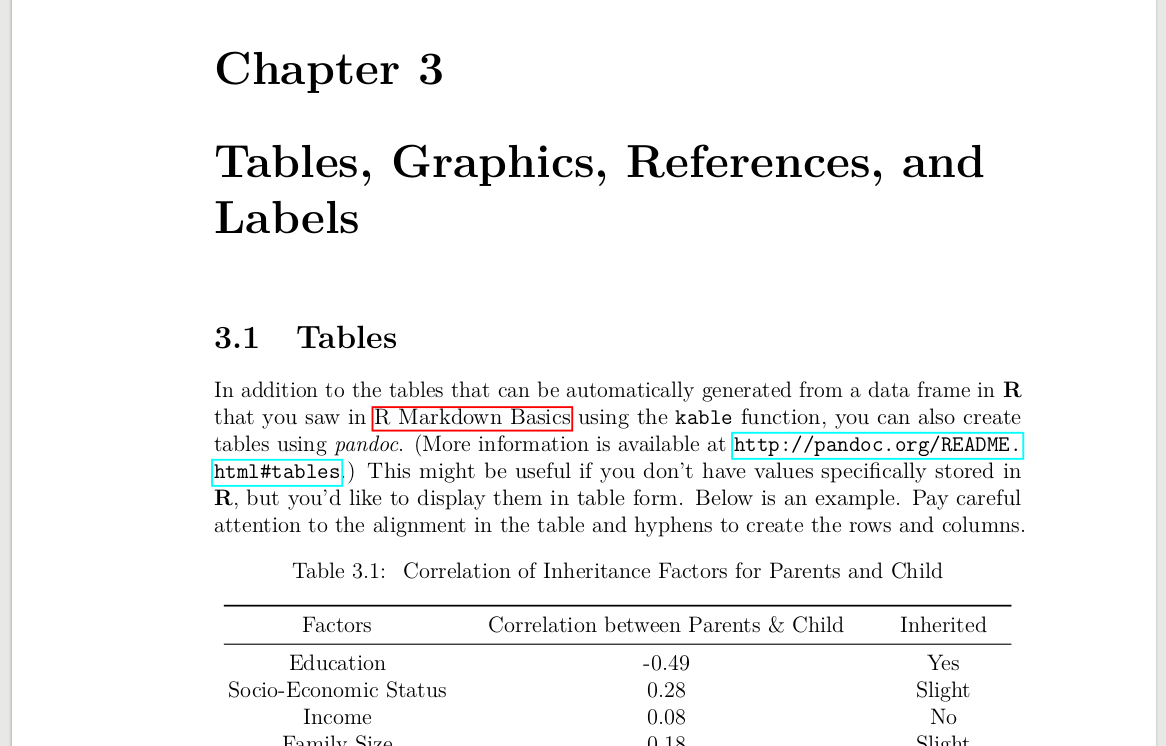 Chapter 3
Tables, Graphics, References, and
Labels
3.1 Tables
In addition to the tables that can be automatically generated from a data frame in R
that you saw in R Markdown Basics using the kable function, you can also create
tables using pandoc. (More information is available at http://pandoc.org/README.
html#tables.) This might be useful if you don't have values specifically stored in
R, but you'd like to display them in table form. Below is an example. Pay careful
attention to the alignment in the table and hyphens to create the rows and columns.
Table 3.1: Correlation of Inheritance Factors for Parents and Child
Factors Correlation between Parents & Child Inherited
Education -0.49 Yes
Socio-Economic Status 0.28 Slight
Income 0.08 No
Family Size 0.18 Slight